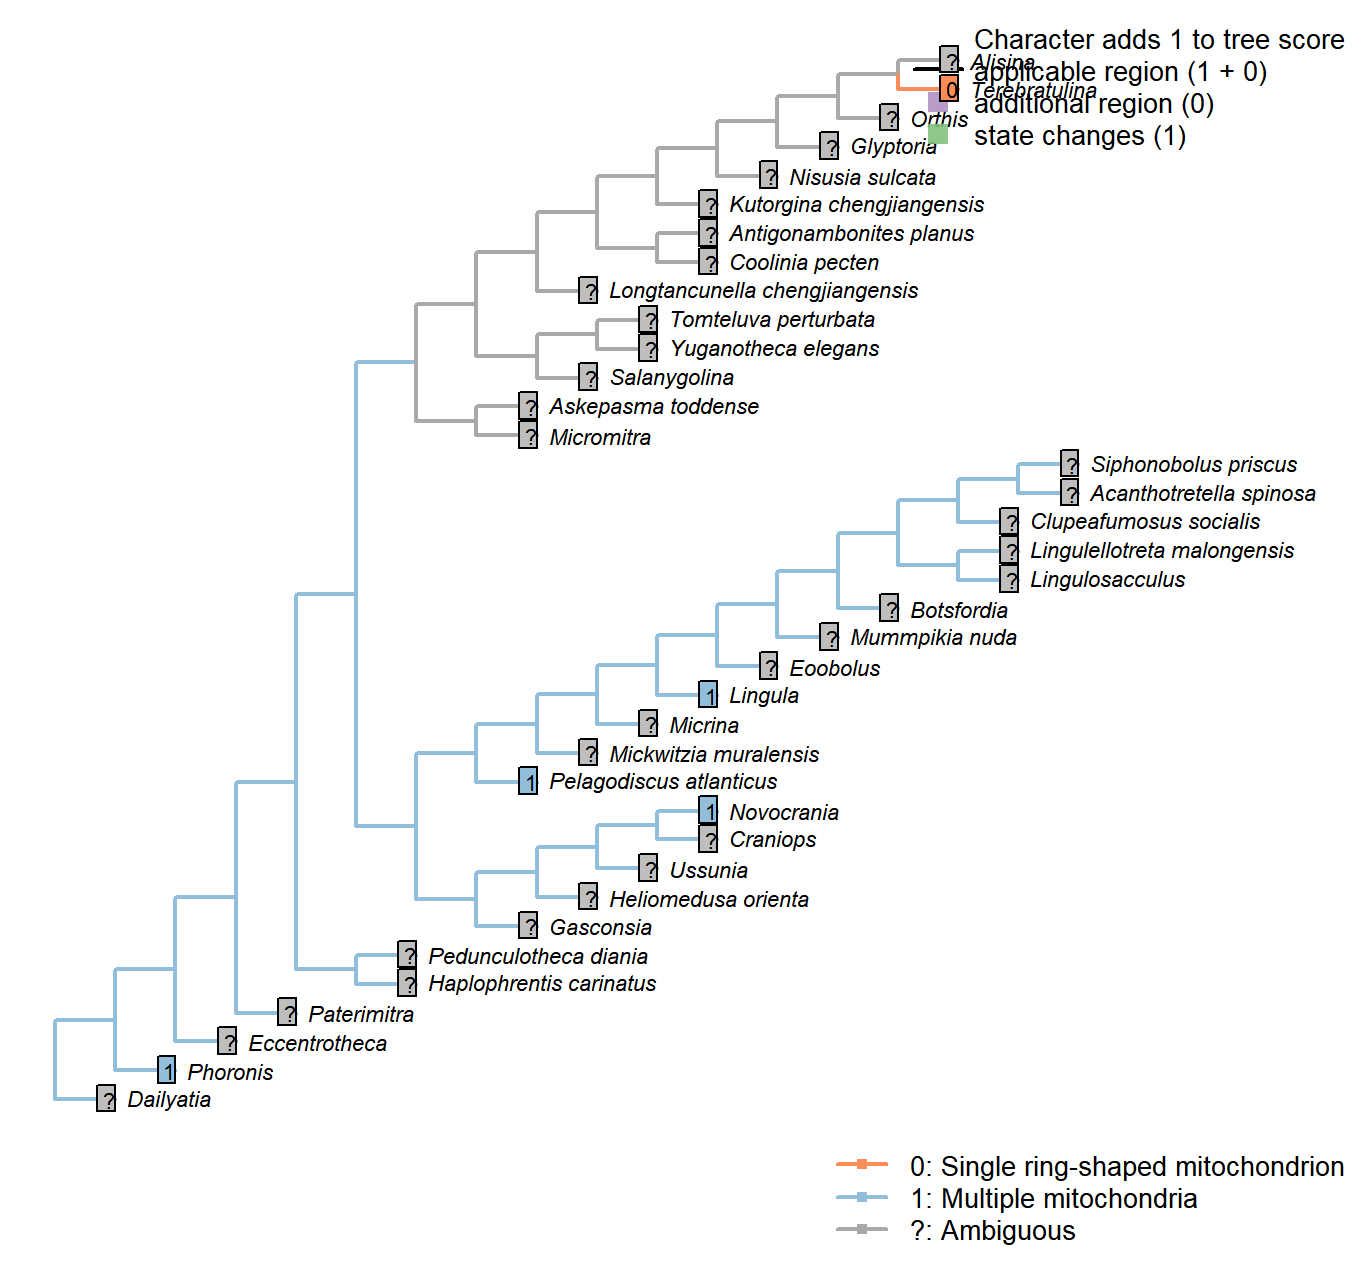 Character adds 1 to tree score
? Alisina
applicable region (1 + 0)
0 Terebratulina
additional region (0)
? Orthis
state changes (1)
? Glyptoria
? Nisusia sulcata
? Kutorgina chengjiangensis
? Antigonambonites planus
? Coolinia pecten
? Longtancunella chengjiangensis
? Tomteluva perturbata
? Yuganotheca elegans
? Salanygolina
? Askepasma toddense
? Micromitra
? Siphonobolus priscus
? Acanthotretella spinosa
? Clupeafumosus socialis
? Lingulellotreta malongensis
? Lingulosacculus
? Botsfordia
? Mummpikia nuda
? Eoobolus
1 Lingula
? Micrina
? Mickwitzia muralensis
1 Pelagodiscus atlanticus
1 Novocrania
? Craniops
? Ussunia
? Heliomedusa orienta
? Gasconsia
? Pedunculotheca diania
? Haplophrentis carinatus
? Paterimitra
? Eccentrotheca
1 Phoronis
? Dailyatia
0: Single ring-shaped mitochondrion
1: Multiple mitochondria
?: Ambiguous